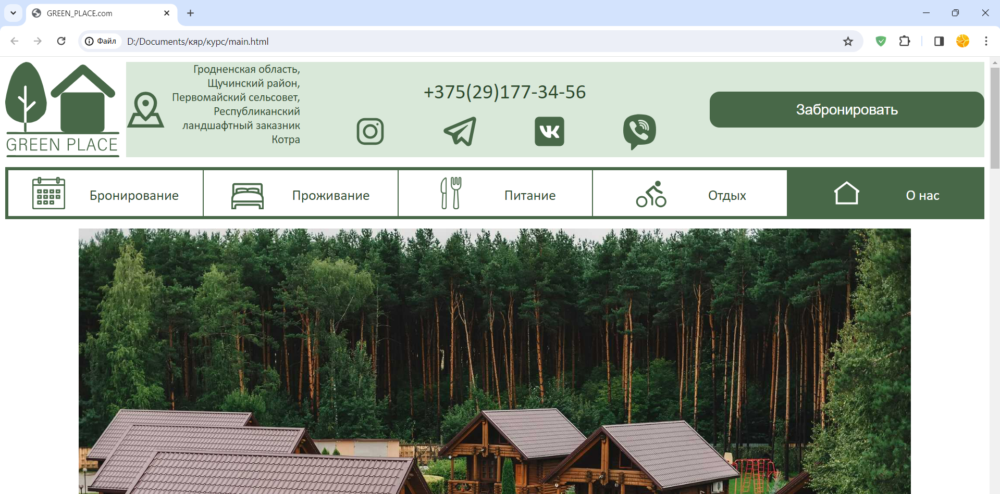 GREEN_PLACE.com
Файл
D:/Documents/кяр/курс/main.html
GREEN PLACE
Гродненская область,
Щучинский район,
Первомайский сельсовет,
Республиканский
ландшафтный заказник
Котра
+375(29)177-34-56
Забронировать
Бронирование
Проживание
Питание
Отдых
О нас